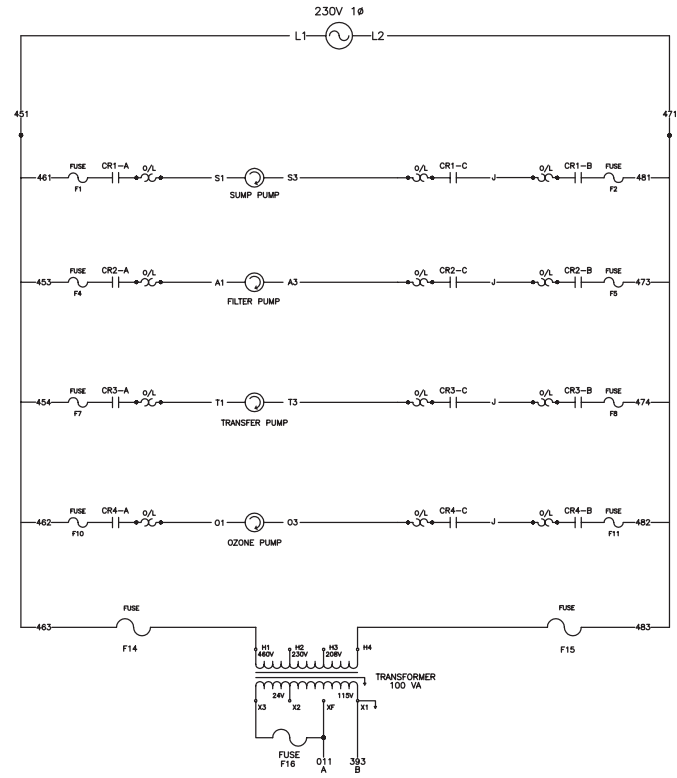 230V 1ø
L1 L2
451 471
461 FUSE F1 CR1-A O/L S1 S3 O/L CR1-C J O/L CR1-B FUSE F2 481
SUMP PUMP
453 FUSE F4 CR2-A O/L A1 A3 O/L CR2-C J O/L CR2-B FUSE F5 473
FILTER PUMP
454 FUSE F7 CR3-A O/L T1 T3 O/L CR3-C J O/L CR3-B FUSE F8 474
TRANSFER PUMP
462 FUSE F10 CR4-A O/L O1 O3 O/L CR4-C J O/L CR4-B FUSE F11 482
OZONE PUMP
FUSE FUSE
463 483
F14 F15
H1 H2 H3 H4
460V 230V 208V
TRANSFORMER
100 VA
24V 115V
X3 X2 XF X1
FUSE
F16
011 393
A B